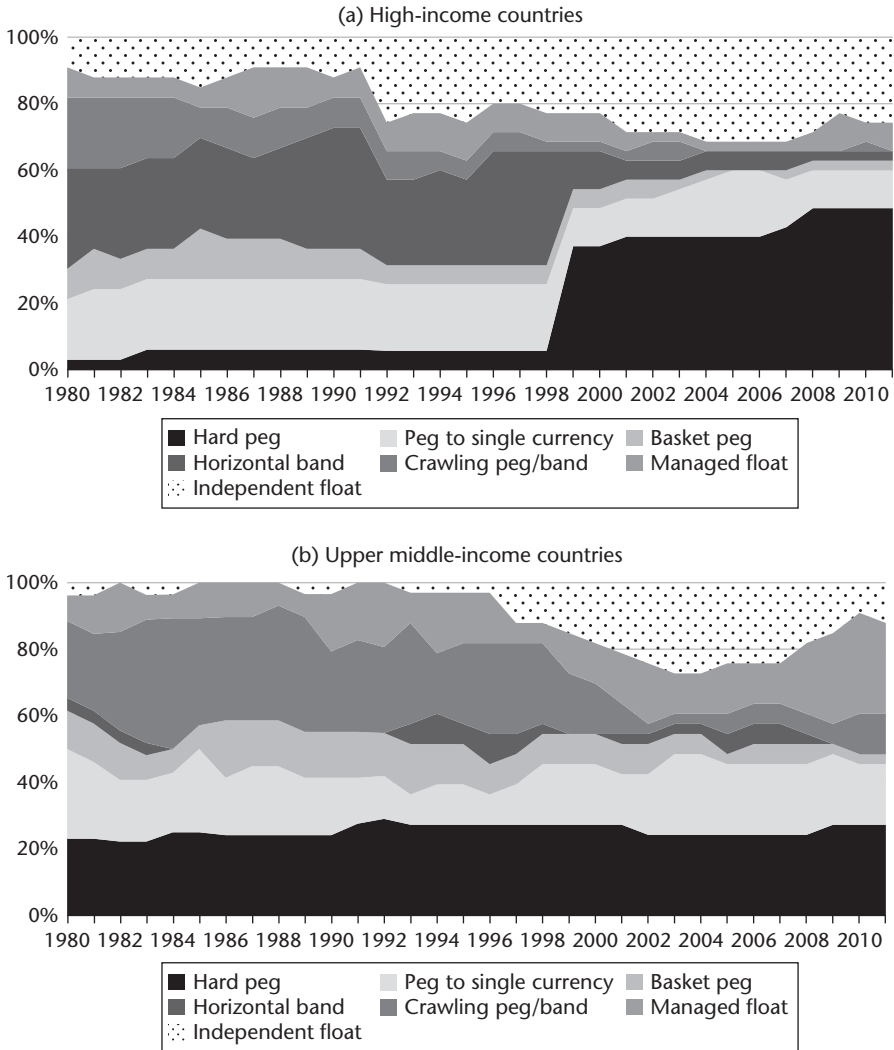 (a) High-income countries
100%
80%
60%
40%
20%
0%
1980 1982 1984 1986 1988 1990 1992 1994 1996 1998 2000 2002 2004 2006 2008 2010
Hard peg Peg to single currency Basket peg
Horizontal band Crawling peg/band Managed float
Independent float
(b) Upper middle-income countries
100%
80%
60%
40%
20%
0%
1980 1982 1984 1986 1988 1990 1992 1994 1996 1998 2000 2002 2004 2006 2008 2010
Hard peg Peg to single currency Basket peg
Horizontal band Crawling peg/band Managed float
Independent float